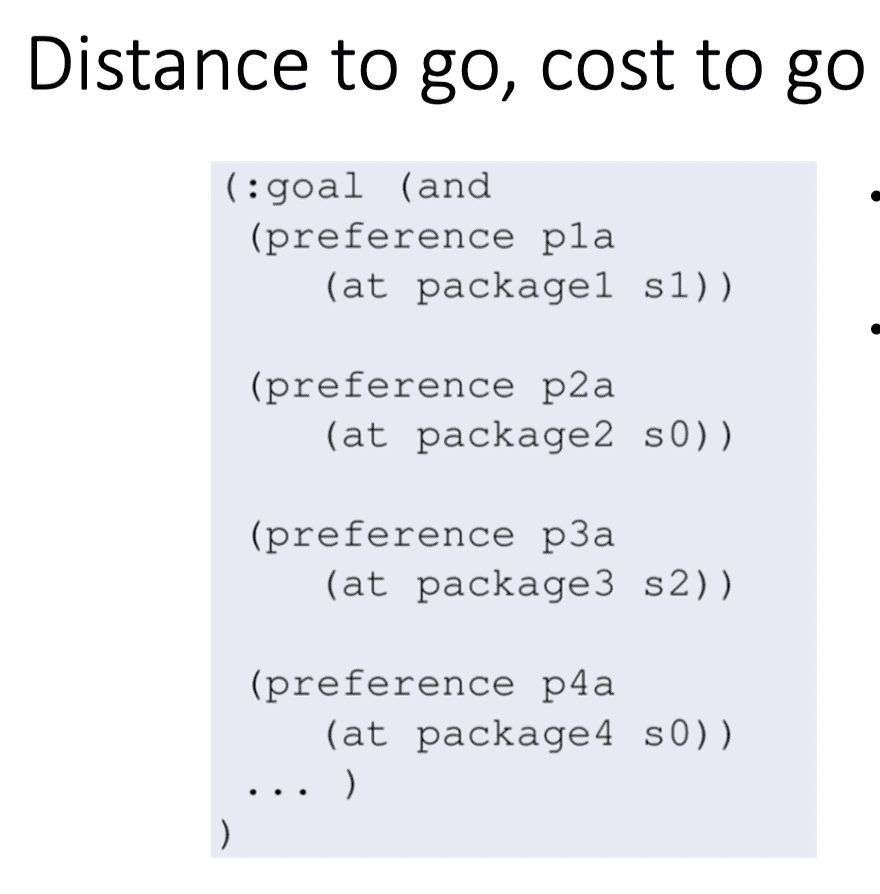 Distance to go, cost to go
(:goal (and
(preference p1a
(at package1 s1))
(preference p2a
(at package2 s0))
(preference p3a
(at package3 s2))
(preference p4a
(at package4 s0))
... )
)